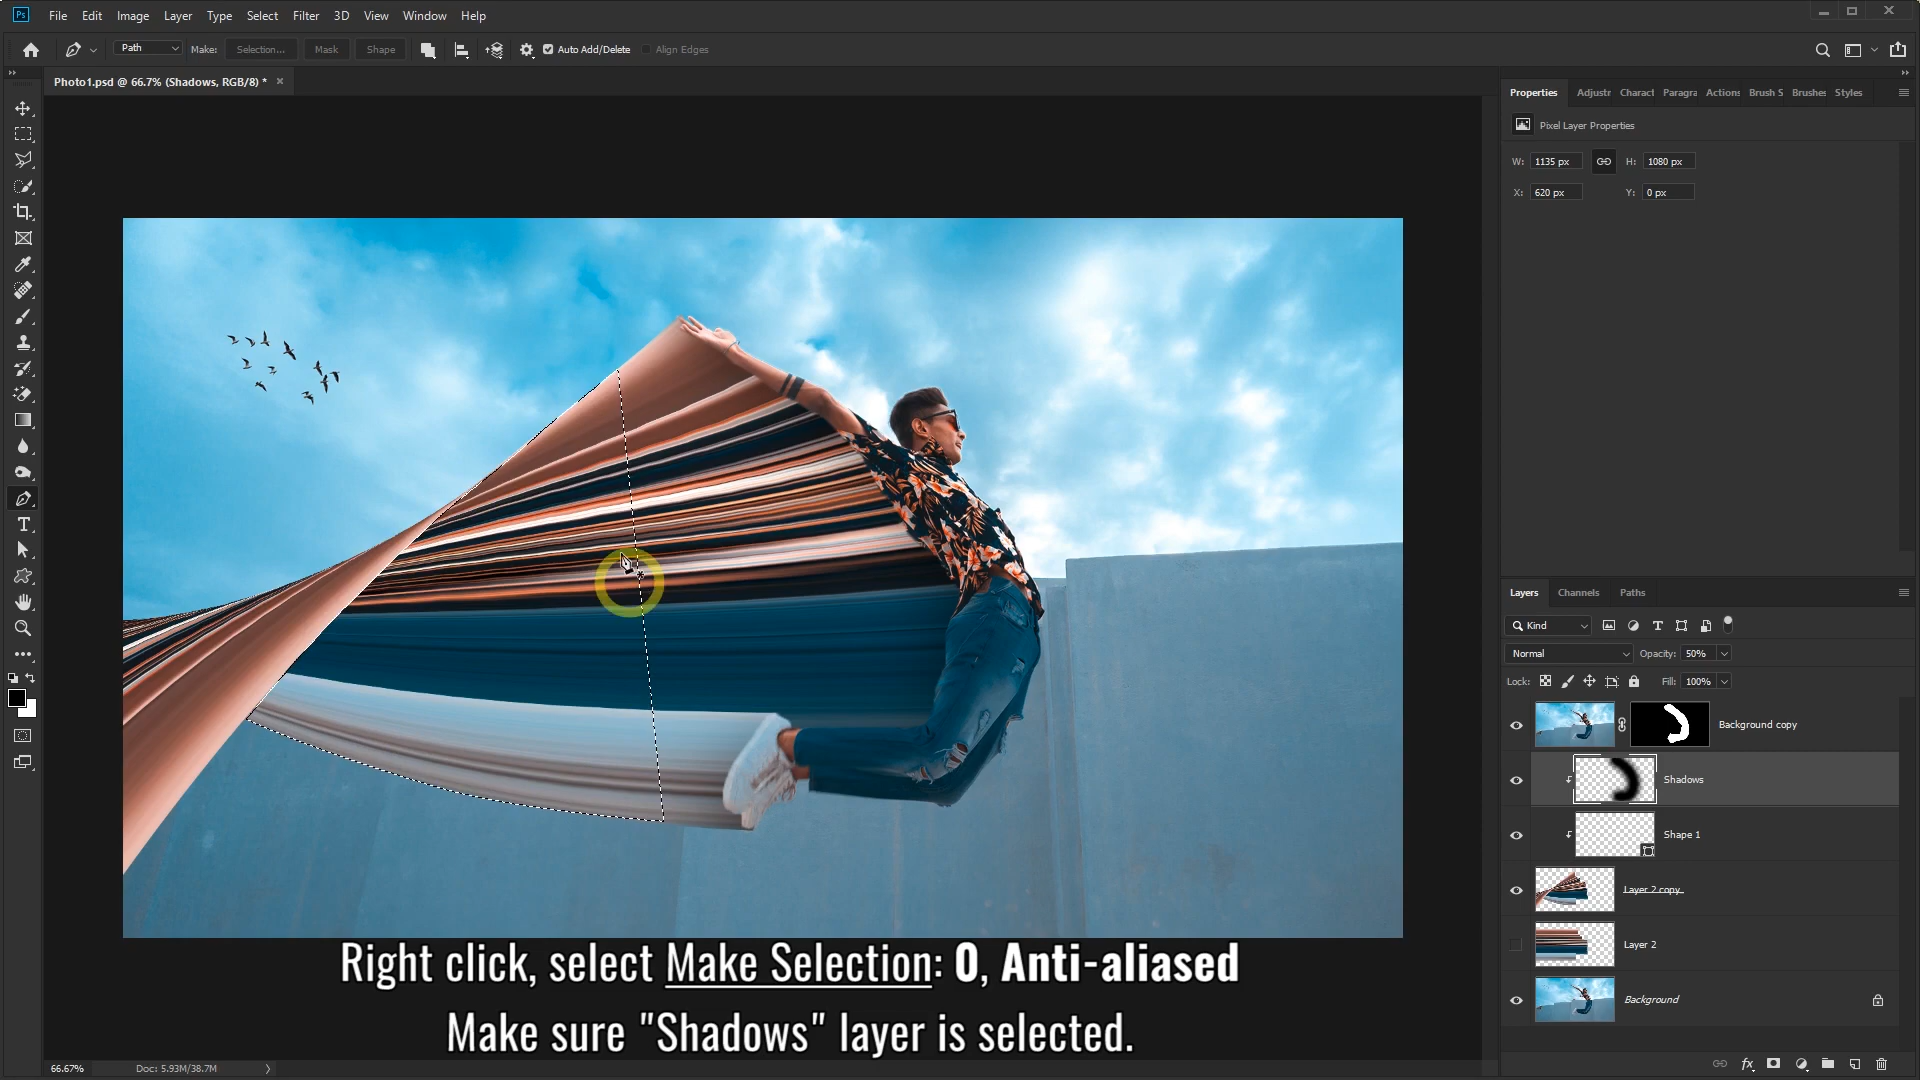 Ps File Edit Image Layer Type Select Filter 3D View Window Help
Path Make: Selection... Mask Shape Auto Add/Delete Align Edges
Photo1.psd @ 66.7% (Shadows, RGB/8) *
Properties Adjustr Charact Paragra Actions Brush S Brushes Styles
Pixel Layer Properties
W: 1135 px H: 1080 px
X: 620 px Y: 0 px
Layers Channels Paths
Kind
Normal Opacity: 50%
Lock: Fill: 100%
Background copy
Shadows
Shape 1
Layer 2 copy
Layer 2
Background
Right click, select Make Selection: 0, Anti-aliased
Make sure "Shadows" layer is selected.
66.67% Doc: 5.93M/38.7M